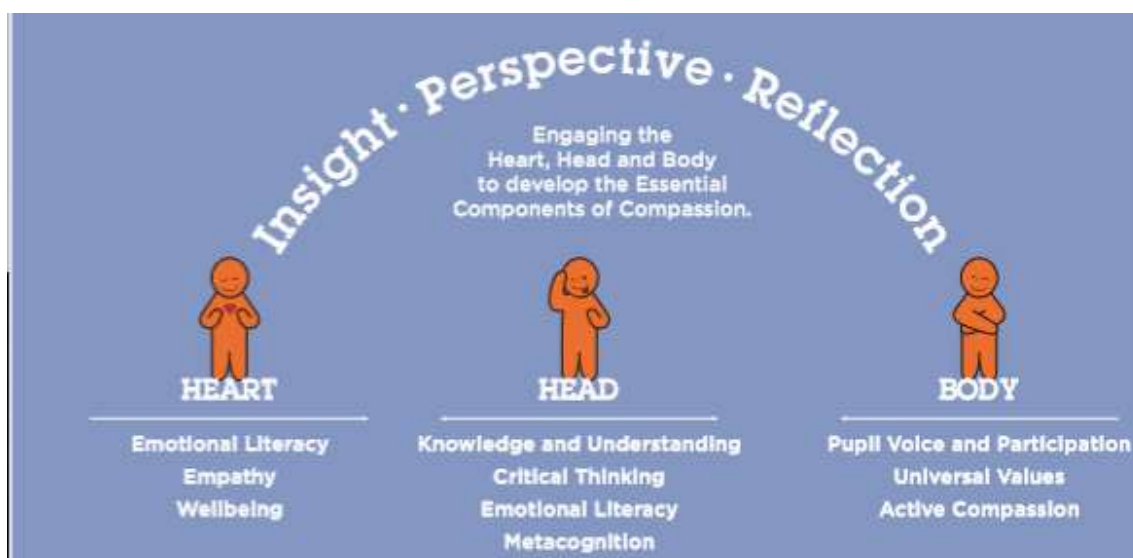 Insight · Perspective · Reflection
Engaging the
Heart, Head and Body
to develop the Essential
Components of Compassion.
HEART
Emotional Literacy
Empathy
Wellbeing
HEAD
Knowledge and Understanding
Critical Thinking
Emotional Literacy
Metacognition
BODY
Pupil Voice and Participation
Universal Values
Active Compassion